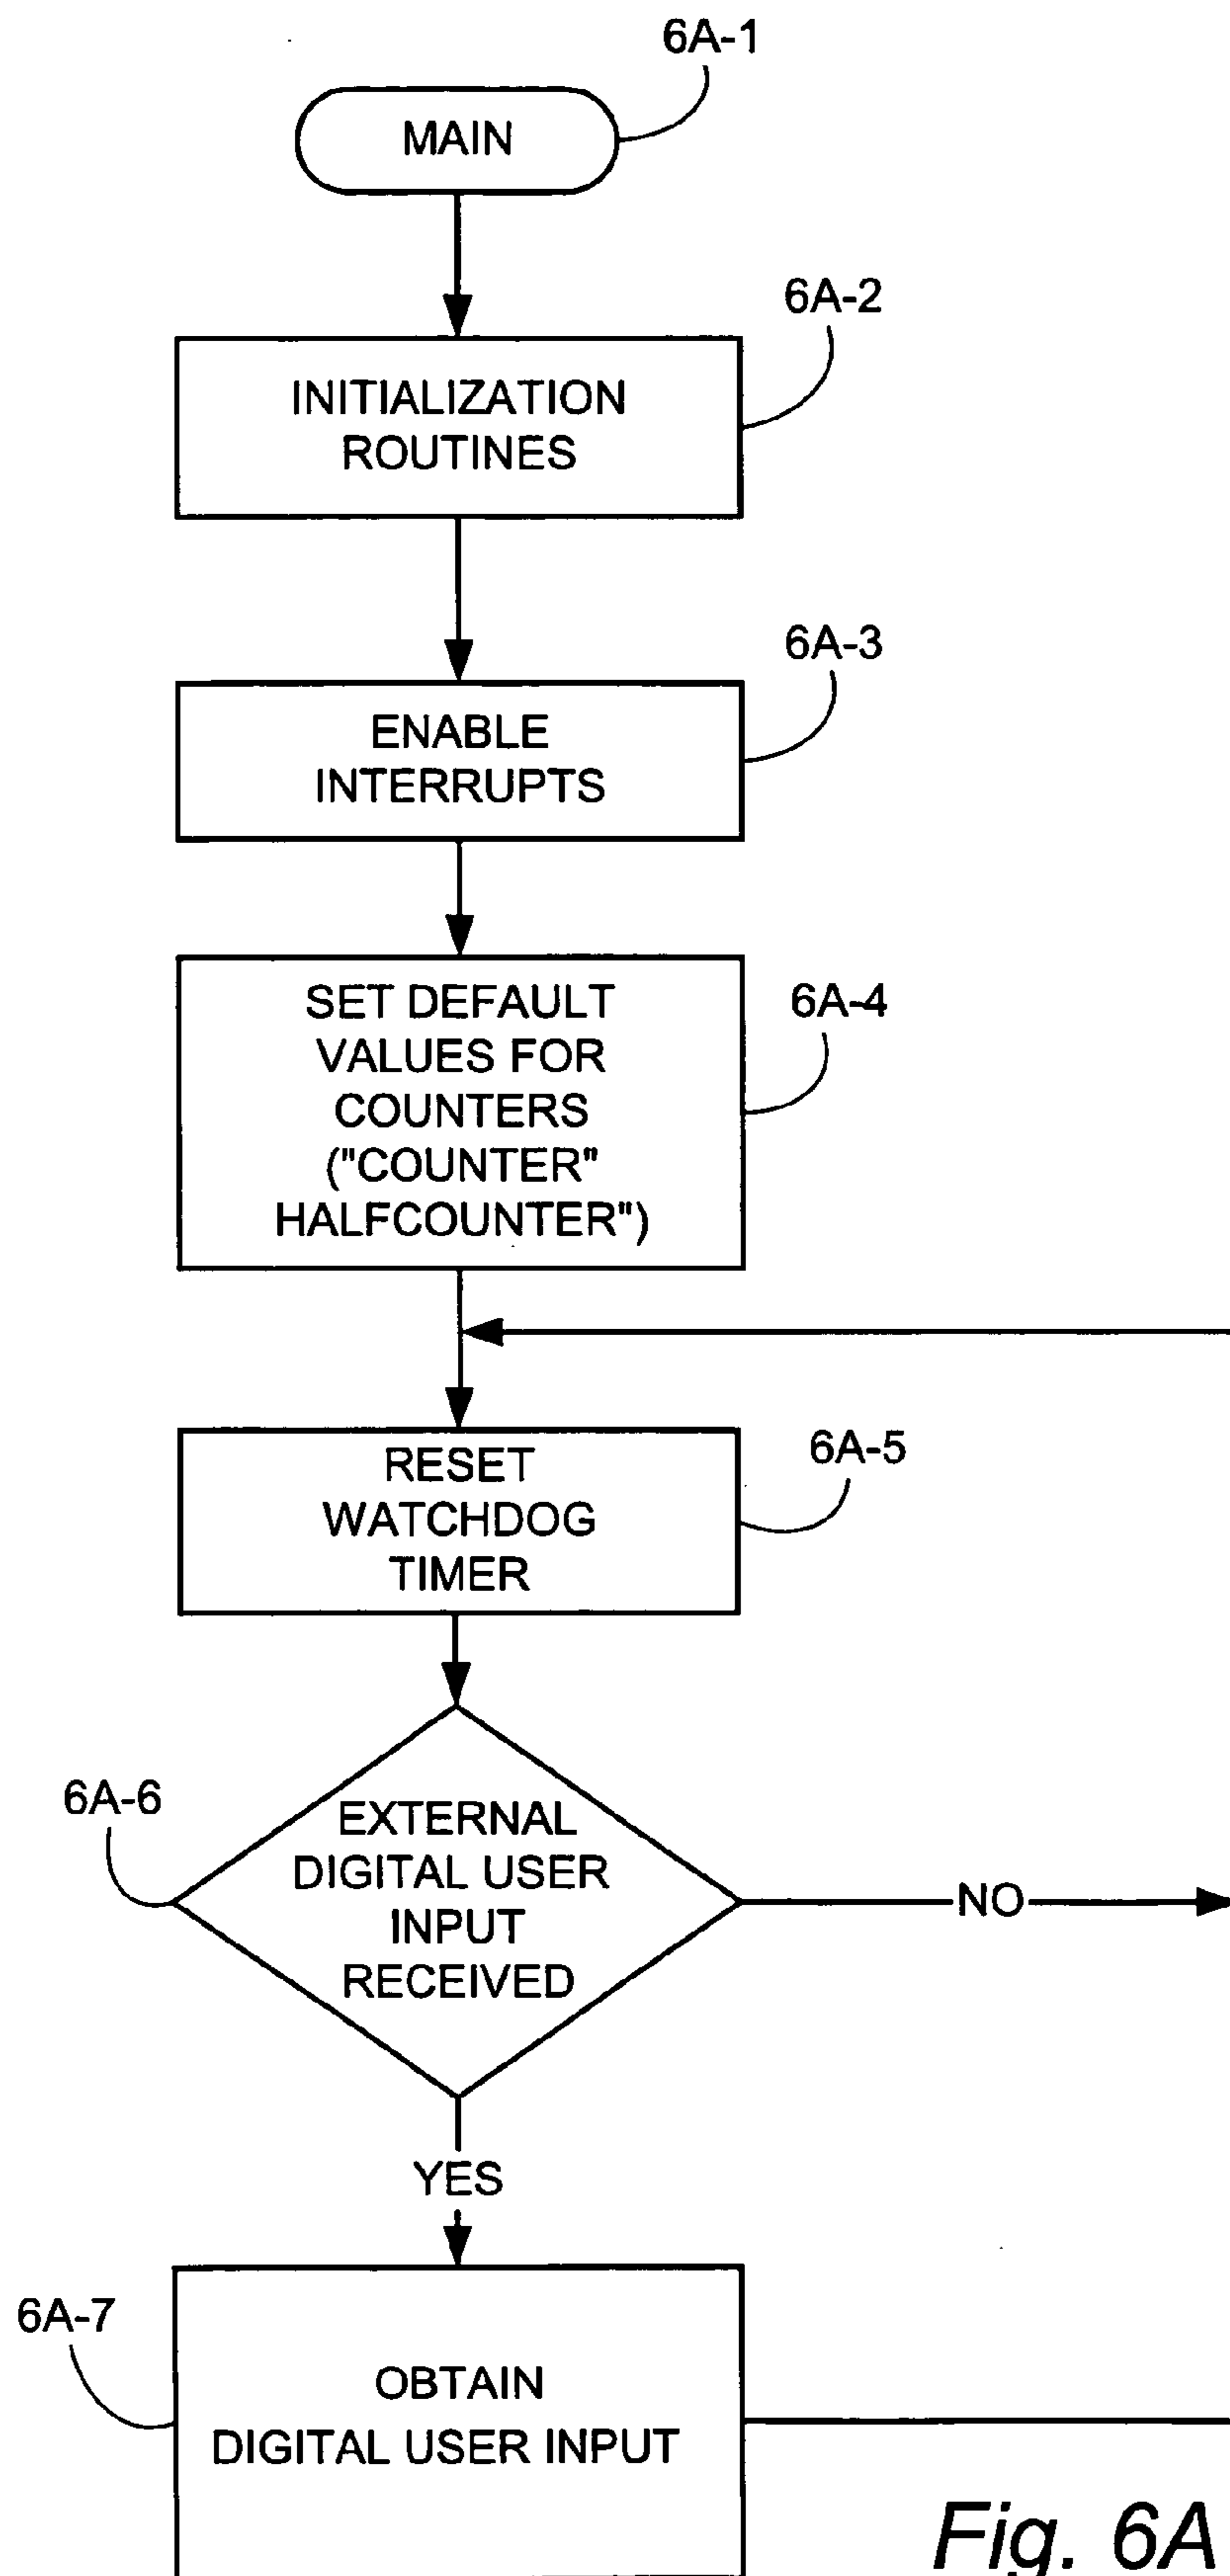 6A-1
MAIN
6A-2
INITIALIZATION
ROUTINES
6A-3
ENABLE
INTERRUPTS
6A-4
SET DEFAULT
VALUES FOR
COUNTERS
("COUNTER"
HALFCOUNTER")
6A-5
RESET
WATCHDOG
TIMER
6A-6
EXTERNAL
DIGITAL USER
INPUT
RECEIVED
NO
YES
6A-7
OBTAIN
DIGITAL USER INPUT
Fig. 6A